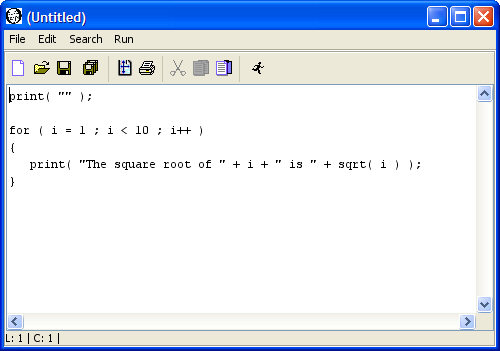 (Untitled)
File Edit Search Run
print( "" );
for ( i = 1 ; i < 10 ; i++ )
{
print( "The square root of " + i + " is " + sqrt( i ) );
}
L: 1 | C: 1 |